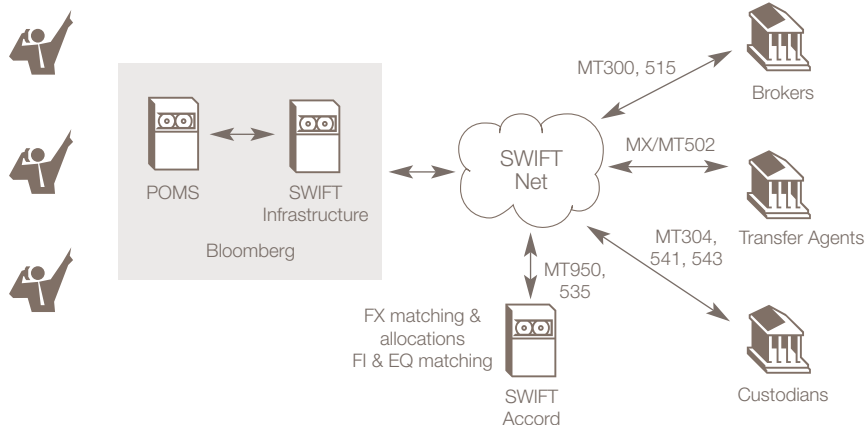 MT300, 515
Brokers
SWIFT
Net
MX/MT502
POMS
SWIFT
Infrastructure
Bloomberg
Transfer Agents
MT304,
541, 543
MT950,
535
FX matching &
allocations
FI & EQ matching
SWIFT
Accord
Custodians